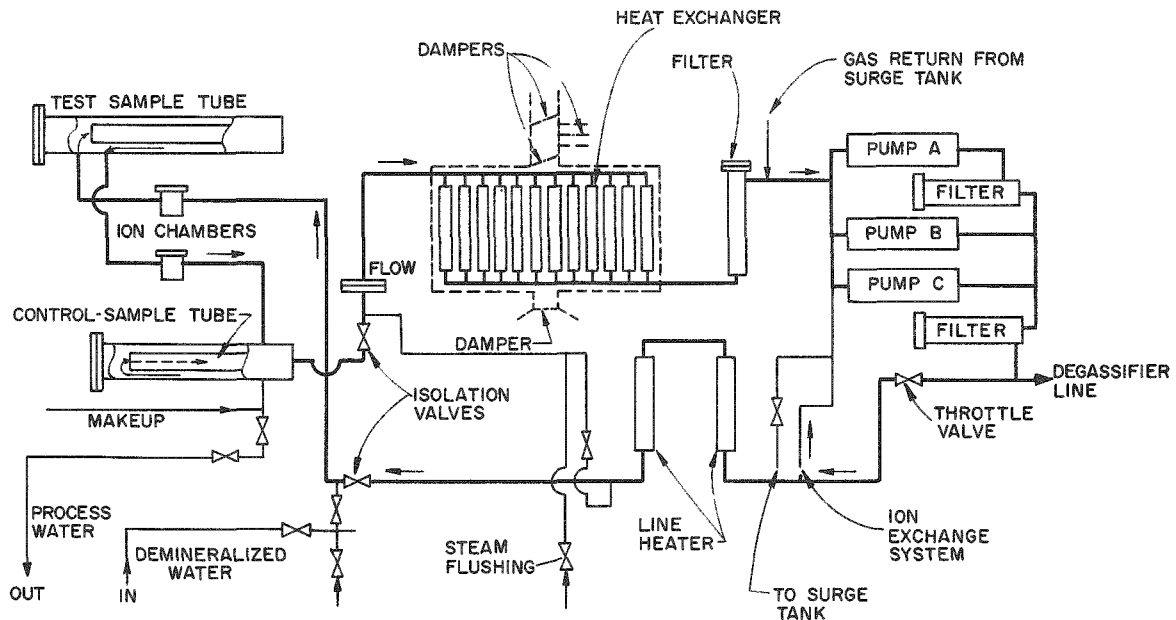 HEAT EXCHANGER
DAMPERS
FILTER
GAS RETURN FROM
SURGE TANK
TEST SAMPLE TUBE
PUMP A
FILTER
ION CHAMBERS
PUMP B
FLOW
PUMP C
CONTROL-SAMPLE TUBE
FILTER
DAMPER
DEGASSIFIER
LINE
ISOLATION
VALVES
MAKEUP
THROTTLE
VALVE
PROCESS
WATER
LINE
HEATER
ION
EXCHANGE
SYSTEM
STEAM
FLUSHING
DEMINERALIZED
WATER
OUT
IN
TO SURGE
TANK